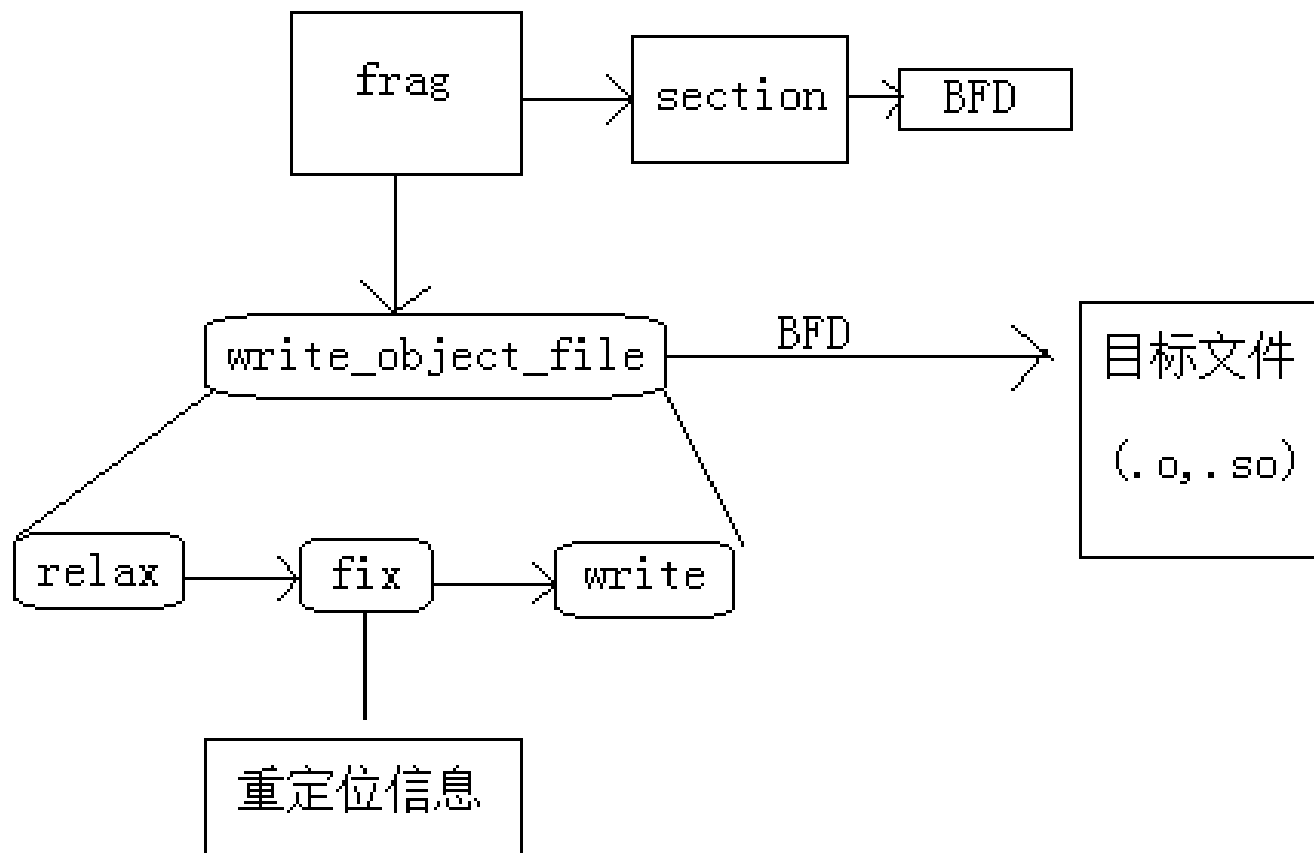 frag
section
BFD
write_object_file
BFD
目标文件
(.o,.so)
relax
fix
write
重定位信息